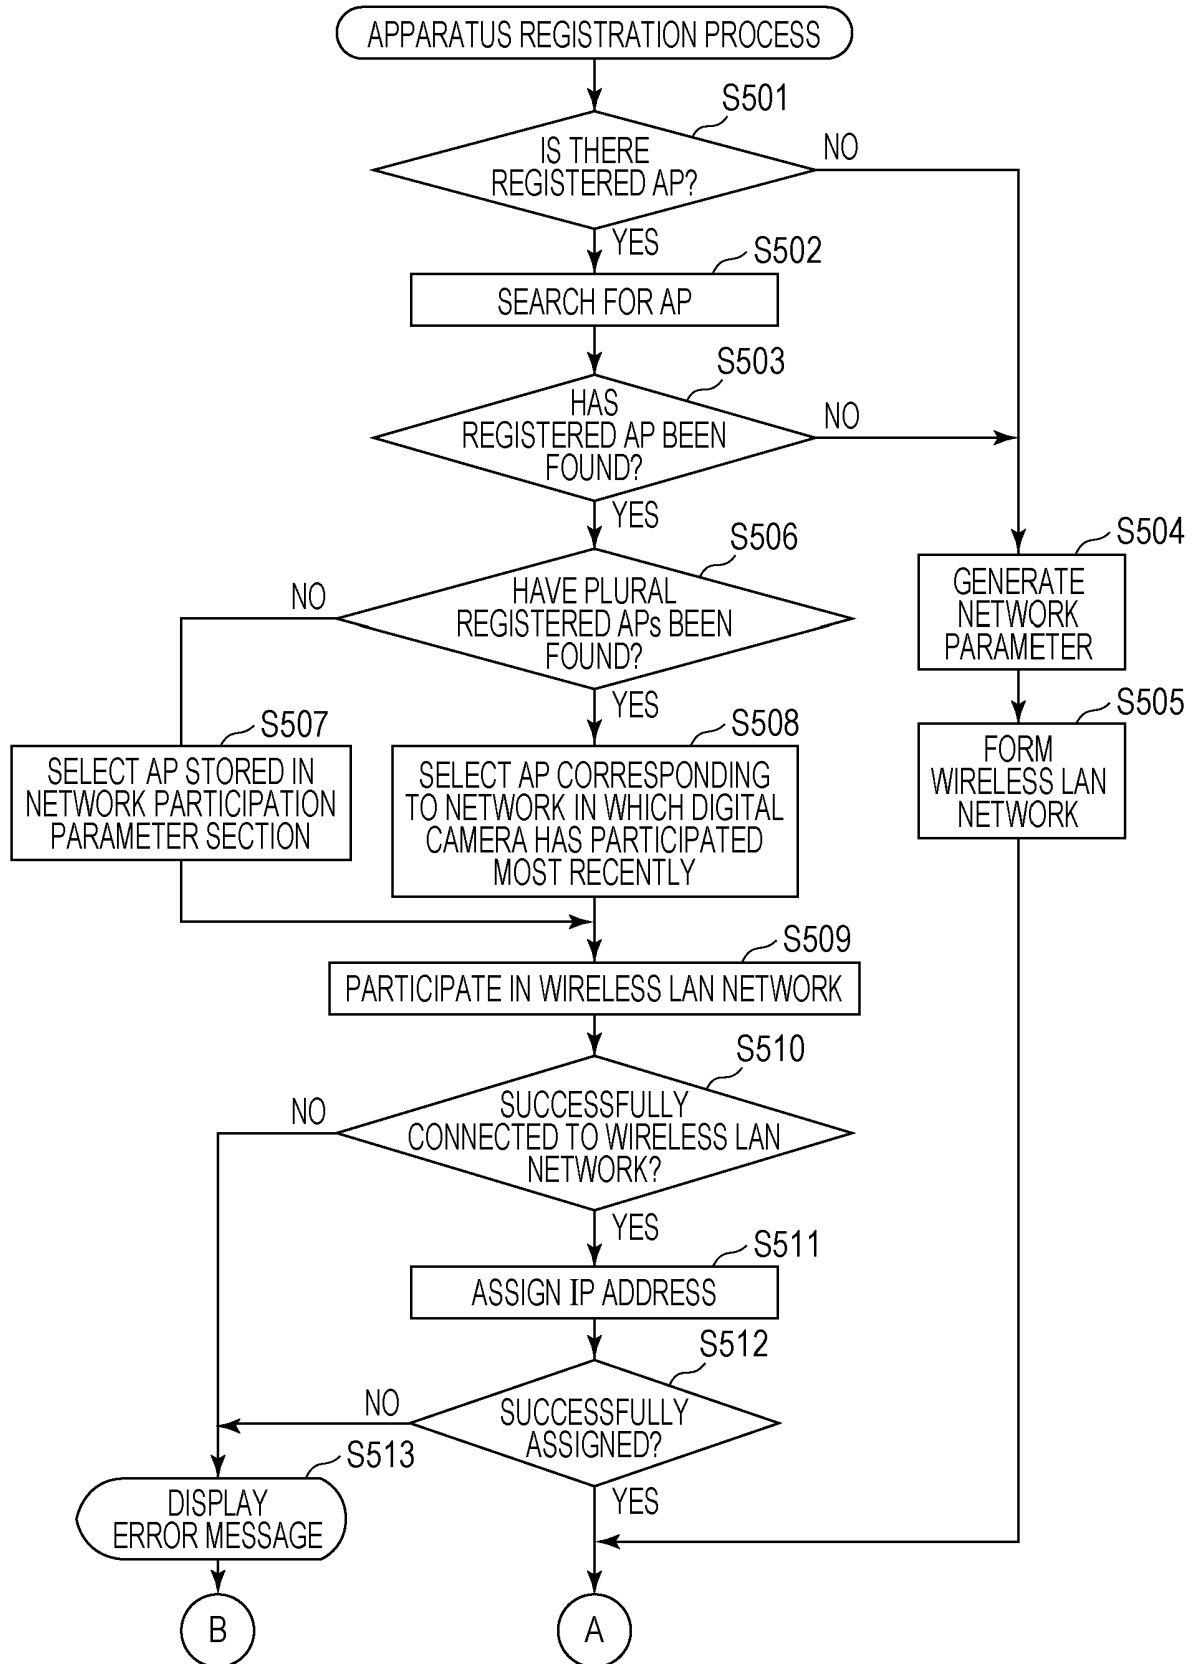 APPARATUS REGISTRATION PROCESS
S501
IS THERE
REGISTERED AP?
NO
YES
S502
SEARCH FOR AP
S503
HAS
REGISTERED AP BEEN
FOUND?
NO
YES
S506
HAVE PLURAL
REGISTERED APs BEEN
FOUND?
NO
YES
S504
GENERATE
NETWORK
PARAMETER
S505
FORM
WIRELESS LAN
NETWORK
S507
SELECT AP STORED IN
NETWORK PARTICIPATION
PARAMETER SECTION
S508
SELECT AP CORRESPONDING
TO NETWORK IN WHICH DIGITAL
CAMERA HAS PARTICIPATED
MOST RECENTLY
S509
PARTICIPATE IN WIRELESS LAN NETWORK
S510
SUCCESSFULLY
CONNECTED TO WIRELESS LAN
NETWORK?
NO
YES
S511
ASSIGN IP ADDRESS
S512
SUCCESSFULLY
ASSIGNED?
NO
YES
S513
DISPLAY
ERROR MESSAGE
B
A